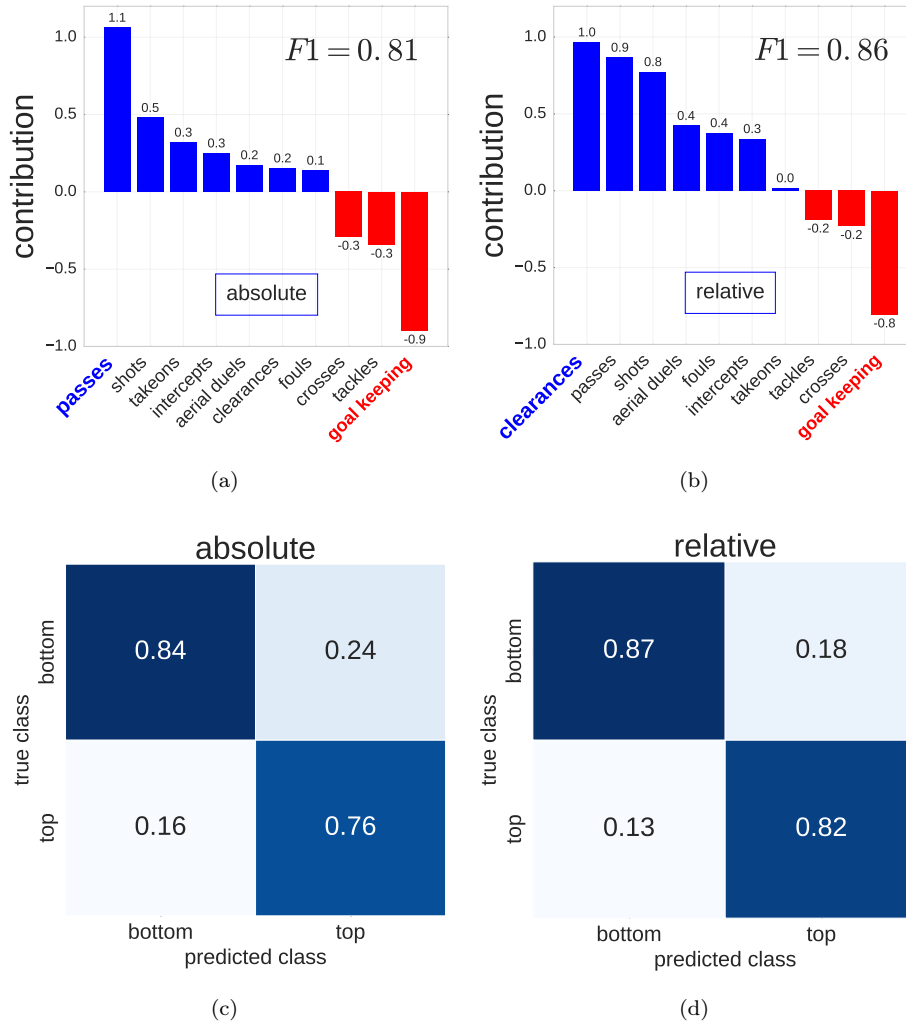 F1 = 0.81
contribution
1.0
0.5
0.0
−0.5
−1.0
1.1
0.5
0.3
0.3
0.2
0.2
0.1
-0.3
-0.3
-0.9
absolute
passes
shots
takeons
intercepts
aerial duels
clearances
fouls
crosses
tackles
goal keeping
(a)
F1 = 0.86
contribution
1.0
0.5
0.0
−0.5
−1.0
1.0
0.9
0.8
0.4
0.4
0.3
0.0
-0.2
-0.2
-0.8
relative
clearances
passes
shots
aerial duels
fouls
intercepts
takeons
tackles
crosses
goal keeping
(b)
absolute
true class
bottom
0.84 0.24
top
0.16 0.76
bottom top
predicted class
(c)
relative
true class
bottom
0.87 0.18
top
0.13 0.82
bottom top
predicted class
(d)